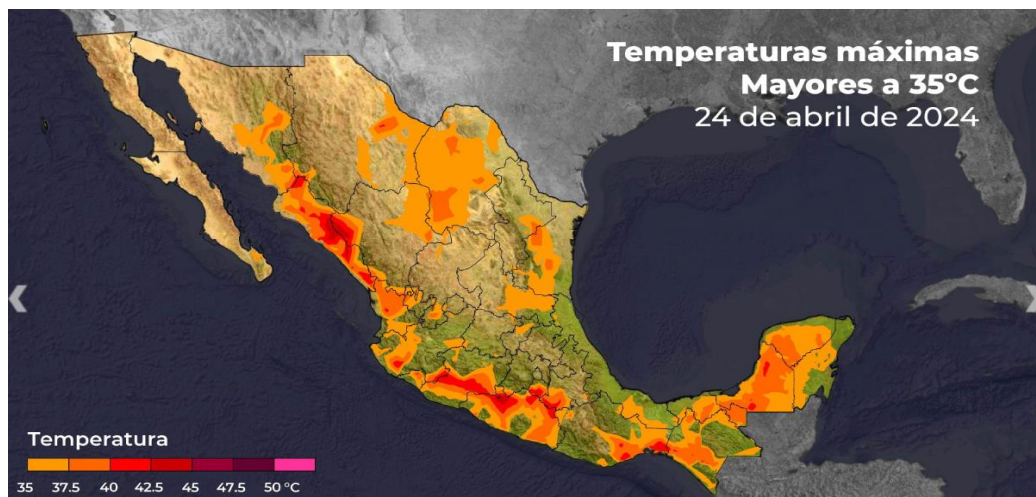 Temperaturas máximas
Mayores a 35°C
24 de abril de 2024
Temperatura
35 37.5 40 42.5 45 47.5 50 °C